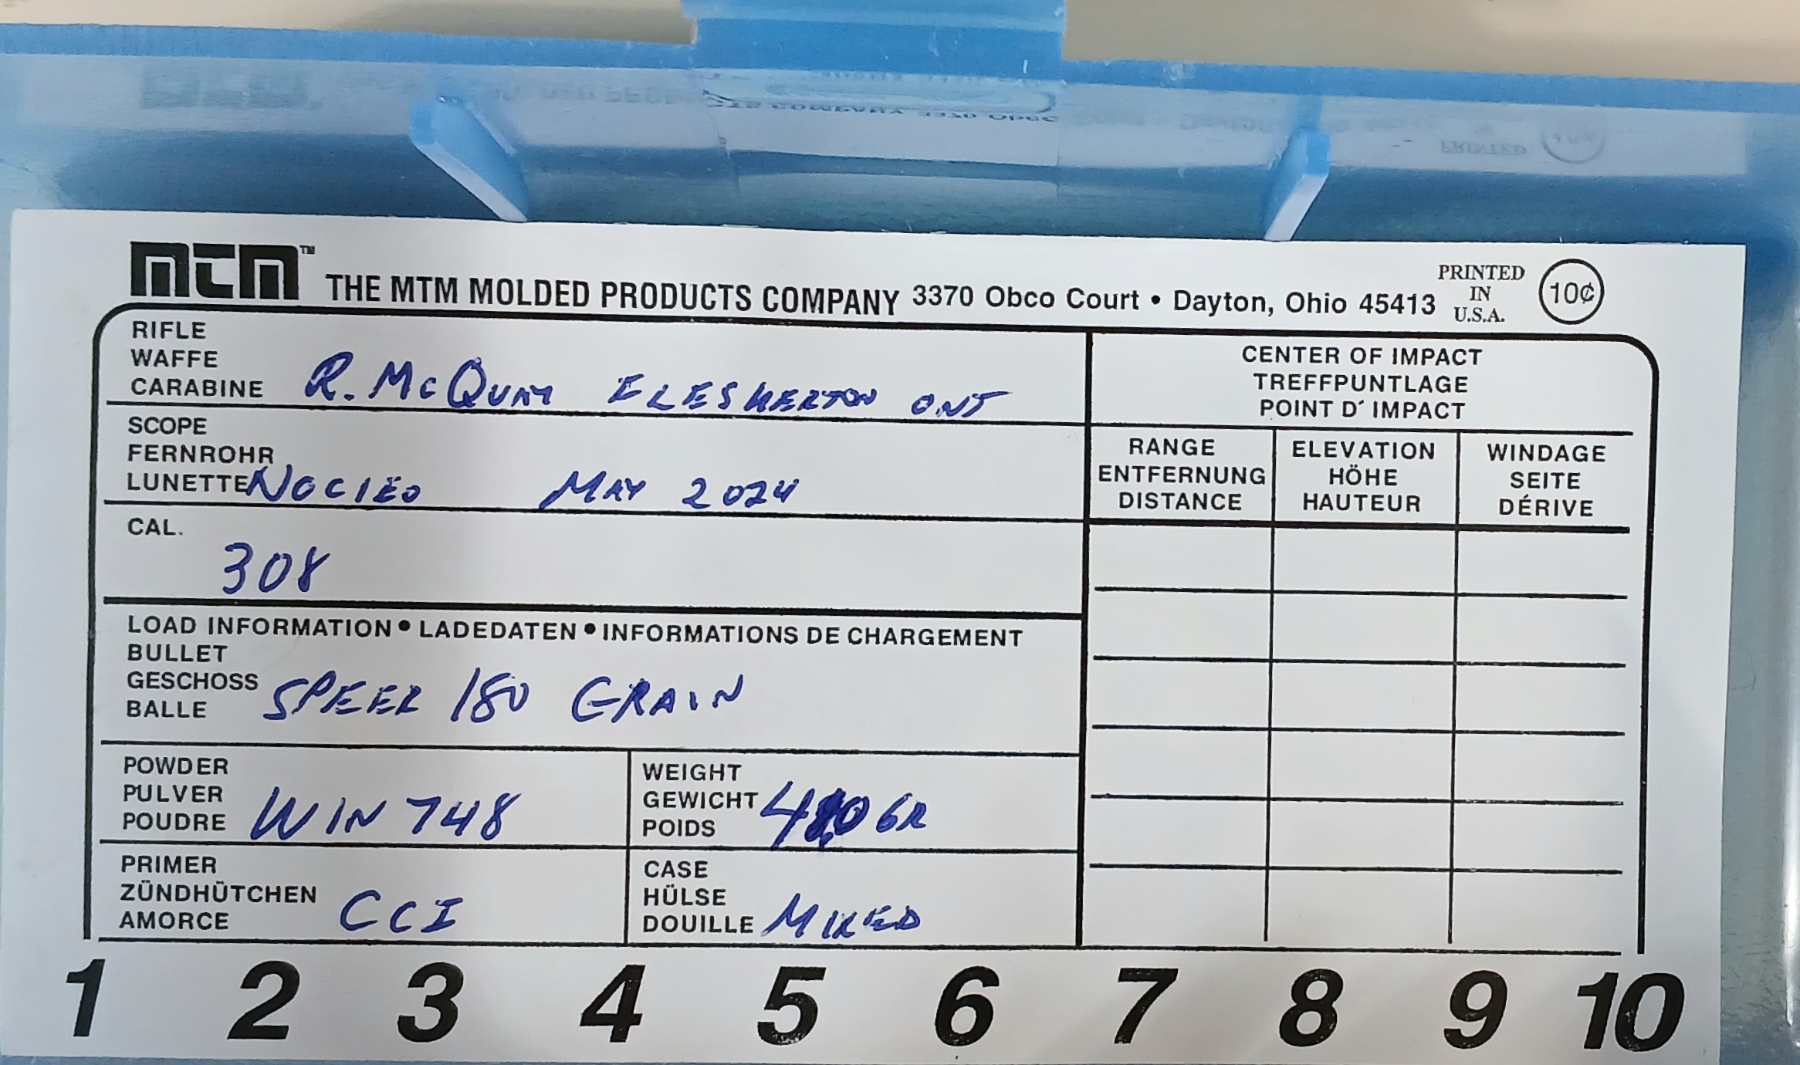 MTM™ THE MTM MOLDED PRODUCTS COMPANY 3370 Obco Court • Dayton, Ohio 45413 PRINTED IN U.S.A. 10¢
RIFLE
WAFFE
CARABINE R. McQUAY FLESHERTON ONT
SCOPE
FERNROHR
LUNETTE MAY 2024
CAL.
308
LOAD INFORMATION • LADEDATEN • INFORMATIONS DE CHARGEMENT
BULLET
GESCHOSS
BALLE SPEER 180 GRAIN
POWDER
PULVER
POUDRE WIN 748
WEIGHT
GEWICHT
POIDS GR
PRIMER
ZÜNDHÜTCHEN
AMORCE CCI
CASE
HÜLSE
DOUILLE MIXED
CENTER OF IMPACT
TREFFPUNTLAGE
POINT D´ IMPACT
RANGE
ENTFERNUNG
DISTANCE
ELEVATION
HÖHE
HAUTEUR
WINDAGE
SEITE
DÉRIVE
1 2 3 4 5 6 7 8 9 10